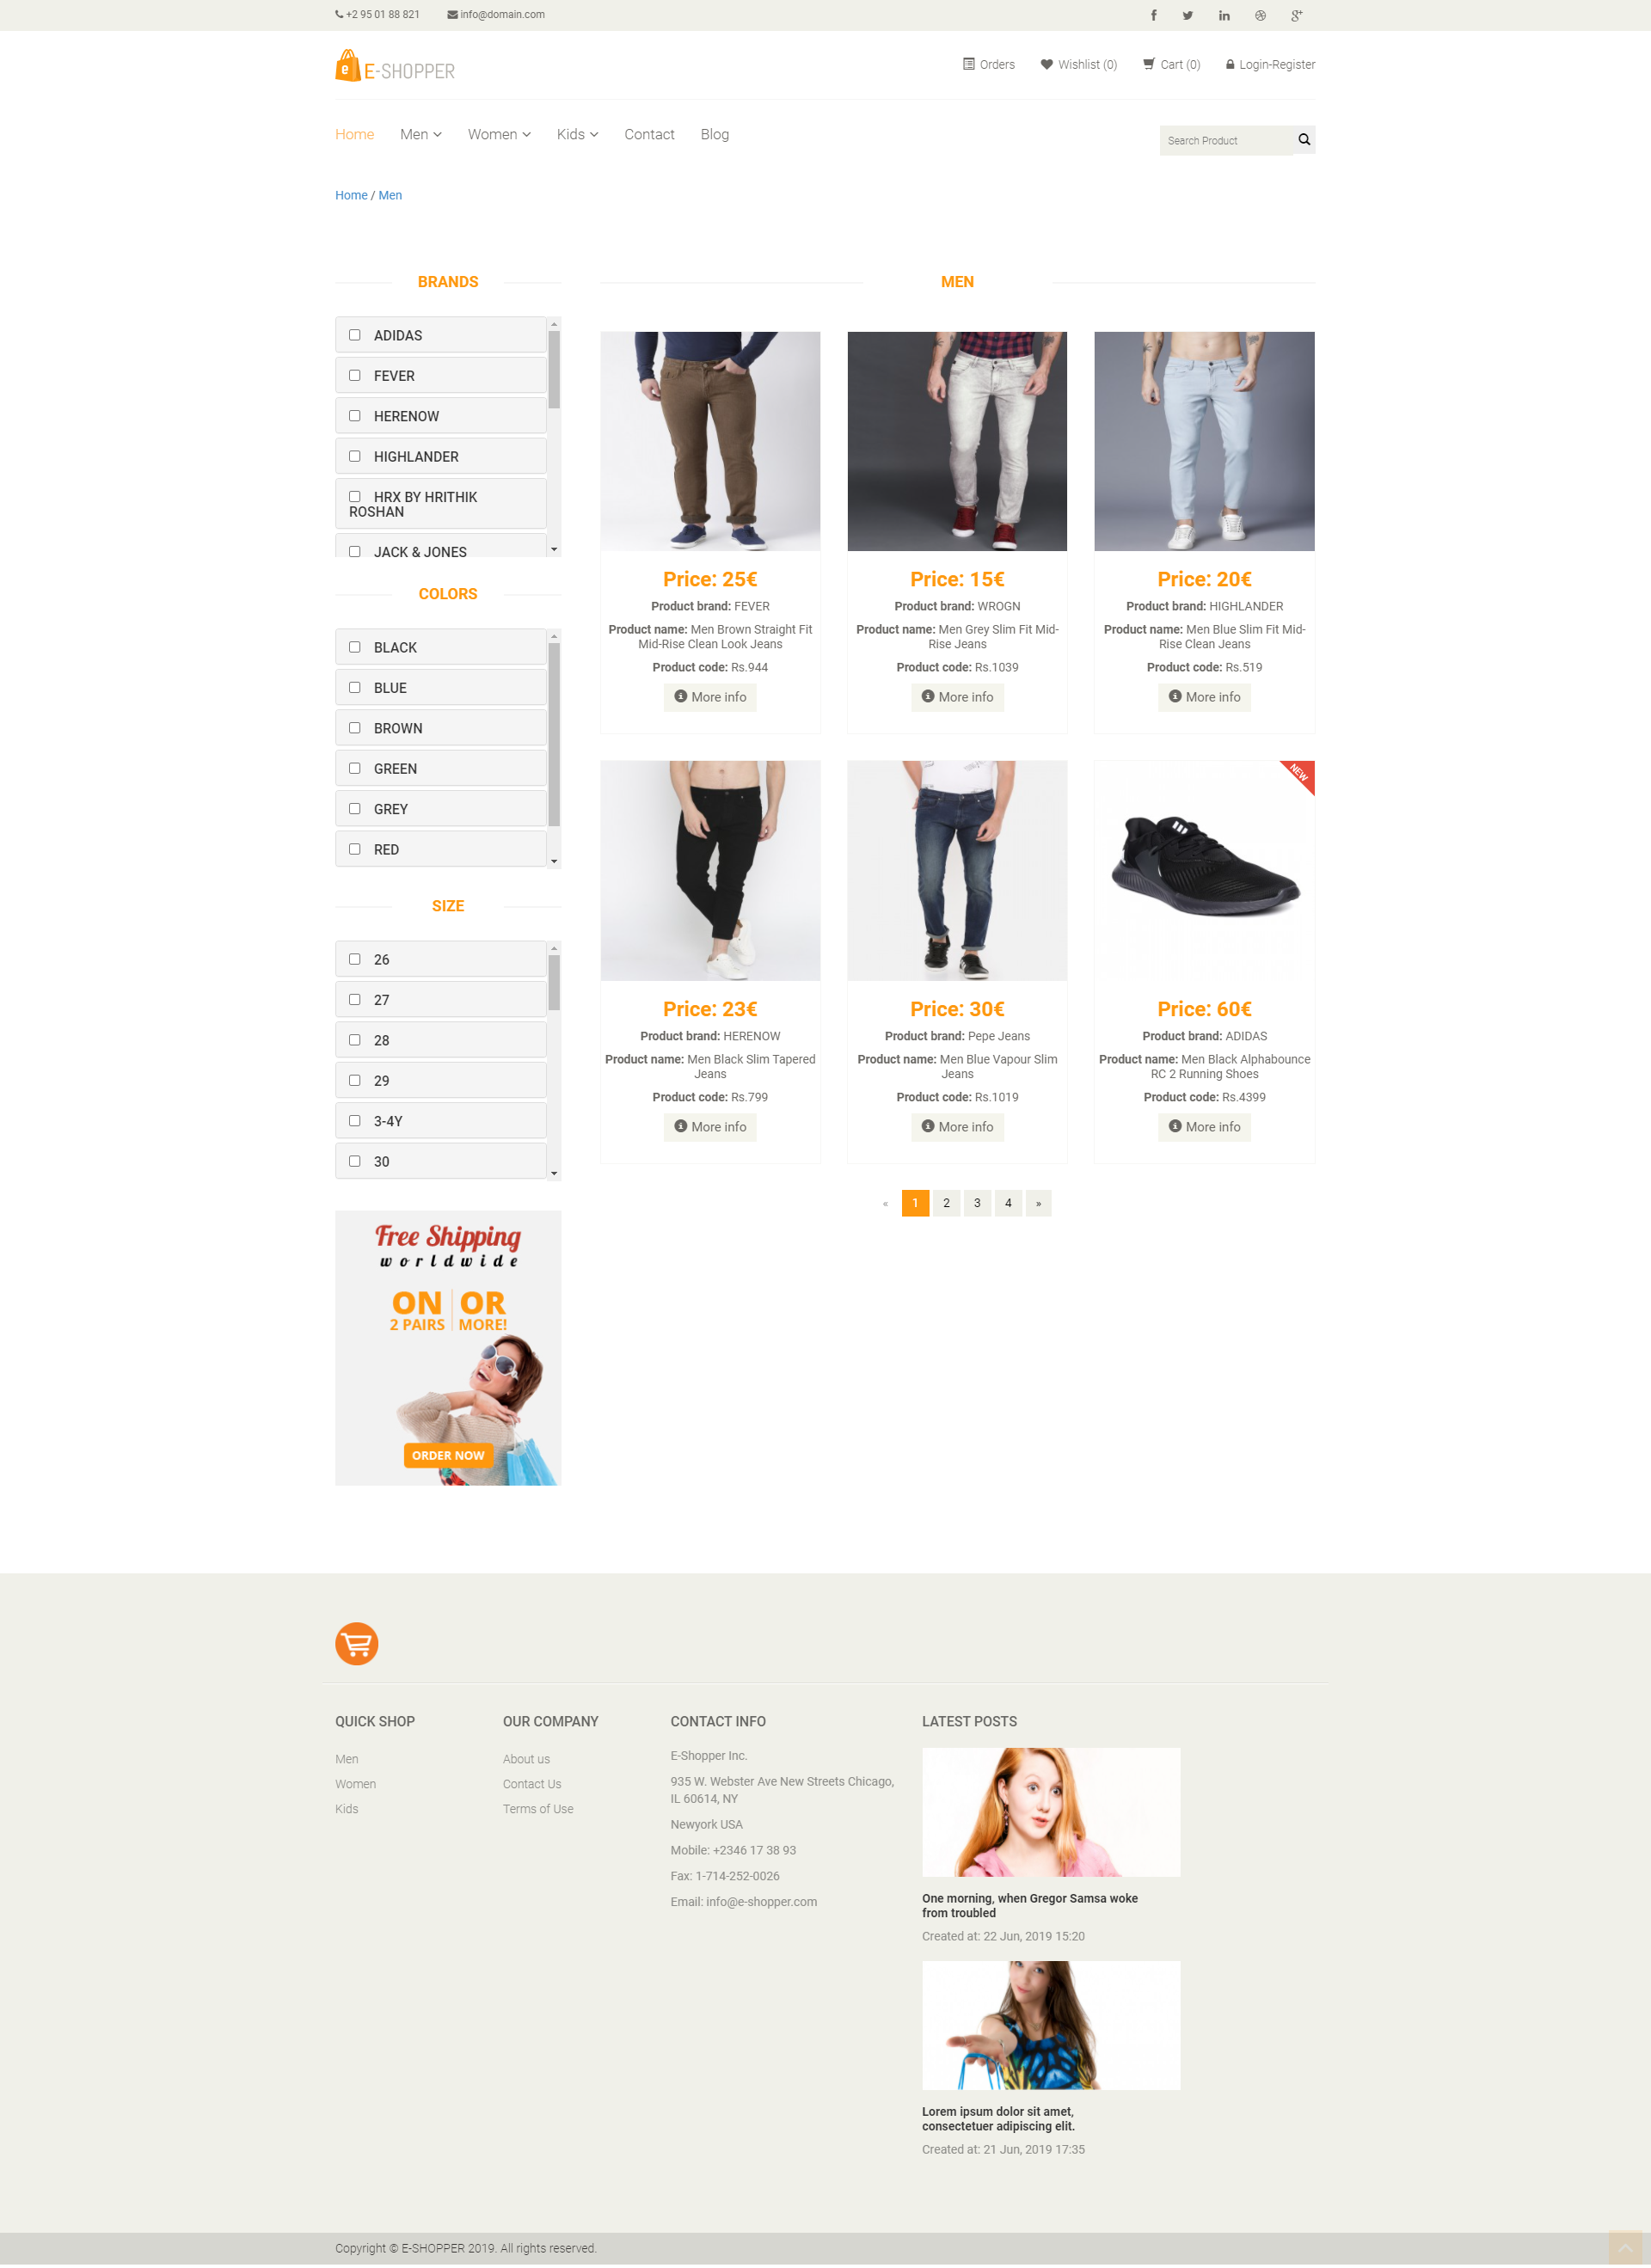 +2 95 01 88 821 info@domain.com
E-SHOPPER
Orders Wishlist (0) Cart (0) Login-Register
Home Men Women Kids Contact Blog
Search Product
Home / Men
BRANDS
ADIDAS
FEVER
HERENOW
HIGHLANDER
HRX BY HRITHIK
ROSHAN
JACK & JONES
COLORS
BLACK
BLUE
BROWN
GREEN
GREY
RED
SIZE
26
27
28
29
3-4Y
30
Free Shipping
worldwide
ON OR
2 PAIRS MORE!
ORDER NOW
MEN
Price: 25€
Product brand: FEVER
Product name: Men Brown Straight Fit
Mid-Rise Clean Look Jeans
Product code: Rs.944
More info
Price: 15€
Product brand: WROGN
Product name: Men Grey Slim Fit Mid-
Rise Jeans
Product code: Rs.1039
More info
Price: 20€
Product brand: HIGHLANDER
Product name: Men Blue Slim Fit Mid-
Rise Clean Jeans
Product code: Rs.519
More info
Price: 23€
Product brand: HERENOW
Product name: Men Black Slim Tapered
Jeans
Product code: Rs.799
More info
Price: 30€
Product brand: Pepe Jeans
Product name: Men Blue Vapour Slim
Jeans
Product code: Rs.1019
More info
NEW
Price: 60€
Product brand: ADIDAS
Product name: Men Black Alphabounce
RC 2 Running Shoes
Product code: Rs.4399
More info
« 1 2 3 4 »
QUICK SHOP
Men
Women
Kids
OUR COMPANY
About us
Contact Us
Terms of Use
CONTACT INFO
E-Shopper Inc.
935 W. Webster Ave New Streets Chicago,
IL 60614, NY
Newyork USA
Mobile: +2346 17 38 93
Fax: 1-714-252-0026
Email: info@e-shopper.com
LATEST POSTS
One morning, when Gregor Samsa woke
from troubled
Created at: 22 Jun, 2019 15:20
Lorem ipsum dolor sit amet,
consectetuer adipiscing elit.
Created at: 21 Jun, 2019 17:35
Copyright © E-SHOPPER 2019. All rights reserved.